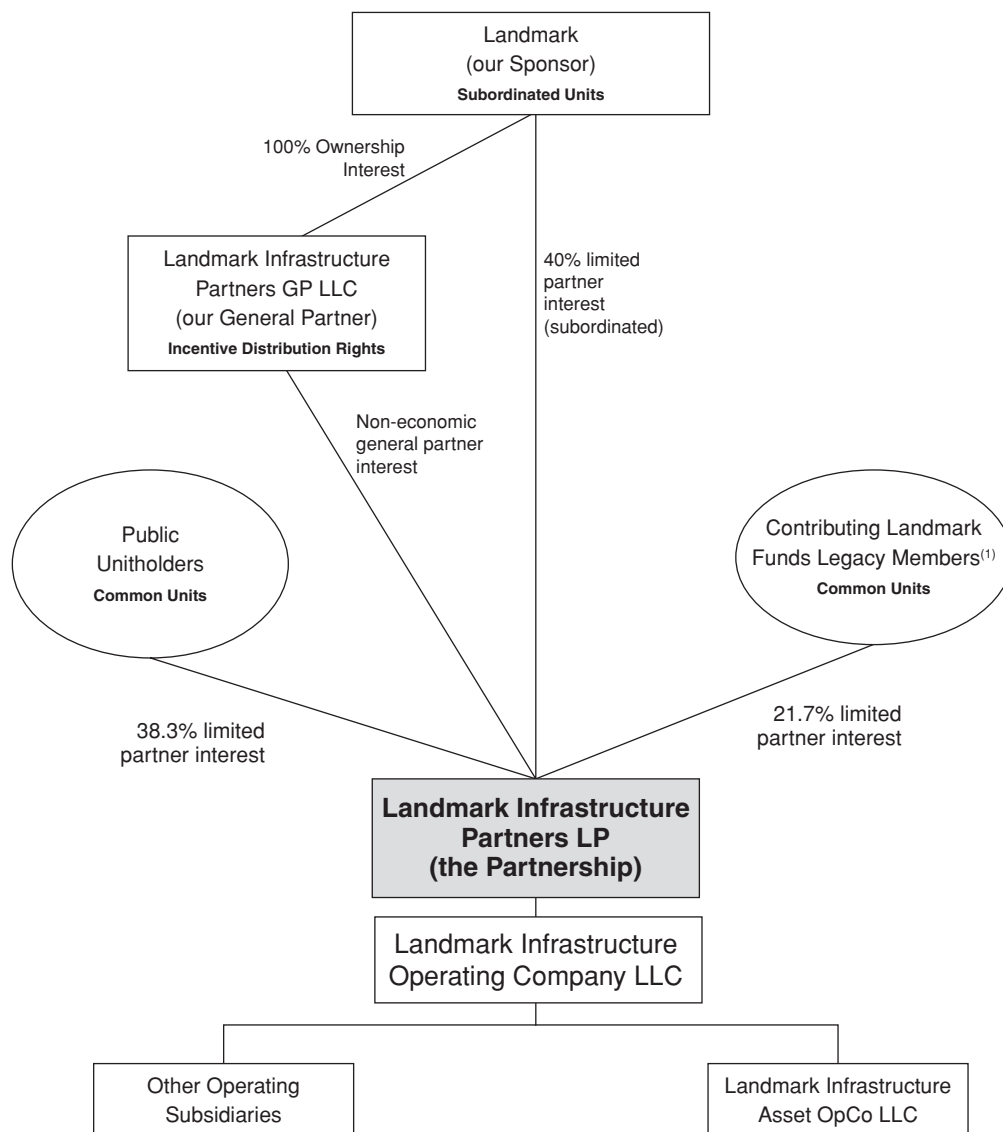 Landmark
(our Sponsor)
Subordinated Units
100% Ownership
Interest
Landmark Infrastructure
Partners GP LLC
(our General Partner)
Incentive Distribution Rights
40% limited
partner
interest
(subordinated)
Non-economic
general partner
interest
Public
Unitholders
Common Units
Contributing Landmark
Funds Legacy Members(1)
Common Units
38.3% limited
partner interest
21.7% limited
partner interest
Landmark Infrastructure
Partners LP
(the Partnership)
Landmark Infrastructure
Operating Company LLC
Other Operating
Subsidiaries
Landmark Infrastructure
Asset OpCo LLC